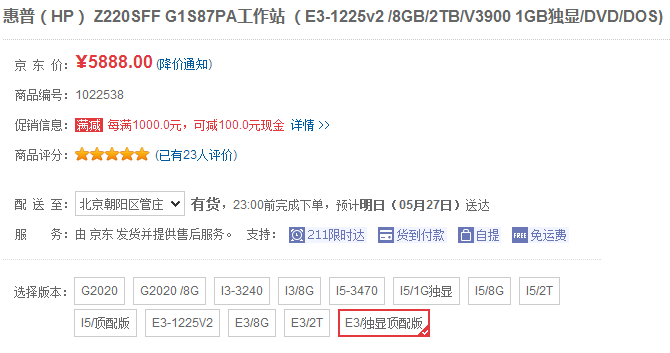 惠普（HP） Z220SFF G1S87PA工作站 （E3-1225v2 /8GB/2TB/V3900 1GB独显/DVD/DOS)
京 东 价： ¥5888.00 (降价通知)
商品编号： 1022538
促销信息： 满减 每满1000.0元，可减100.0元现金 详情 >>
商品评分： (已有23人评价)
配 送 至： 北京朝阳区管庄 有货，23:00前完成下单，预计明日（05月27日）送达
服 务： 由 京东 发货并提供售后服务。 支持： 211限时达 货到付款 自提 FREE 免运费
选择版本： G2020 G2020 /8G I3-3240 I3/8G I5-3470 I5/1G独显 I5/8G I5/2T
I5/顶配版 E3-1225V2 E3/8G E3/2T E3/独显顶配版